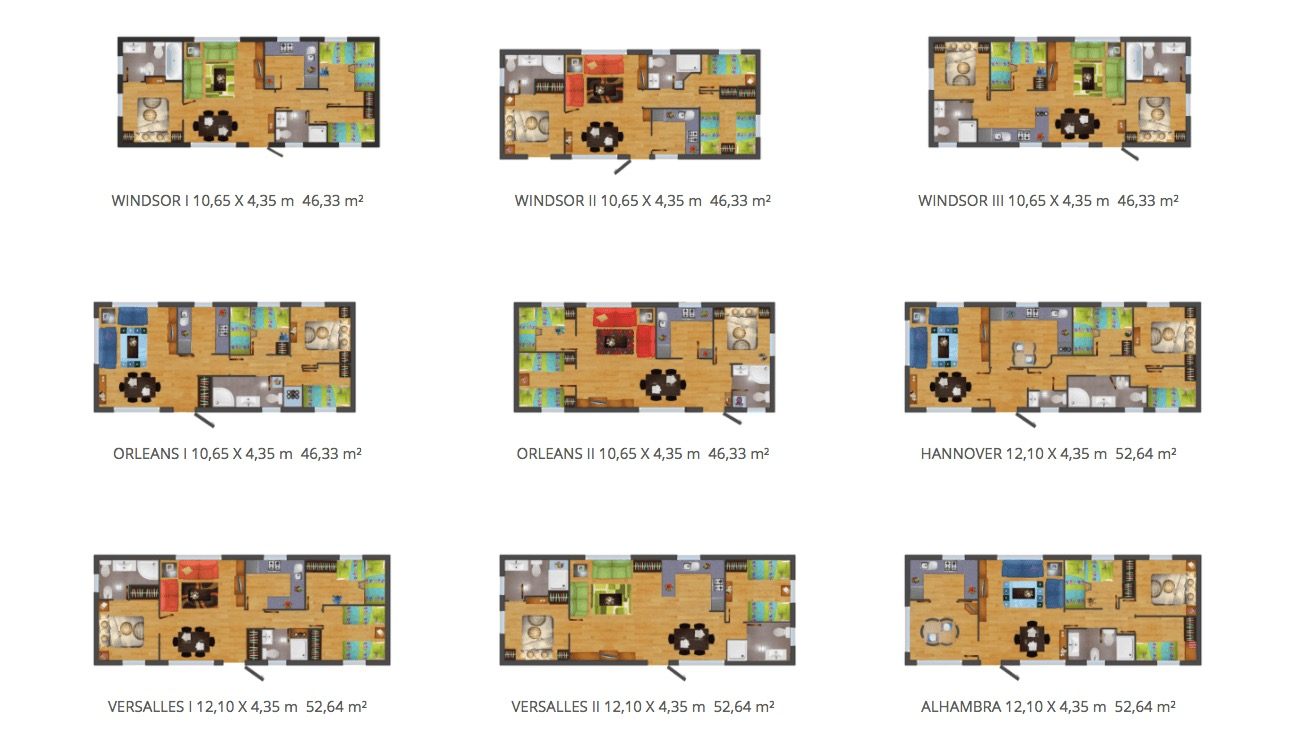 WINDSOR I 10,65 X 4,35 m  46,33 m²
WINDSOR II 10,65 X 4,35 m  46,33 m²
WINDSOR III 10,65 X 4,35 m  46,33 m²
ORLEANS I 10,65 X 4,35 m  46,33 m²
ORLEANS II 10,65 X 4,35 m  46,33 m²
HANNOVER 12,10 X 4,35 m  52,64 m²
VERSALLES I 12,10 X 4,35 m  52,64 m²
VERSALLES II 12,10 X 4,35 m  52,64 m²
ALHAMBRA 12,10 X 4,35 m  52,64 m²